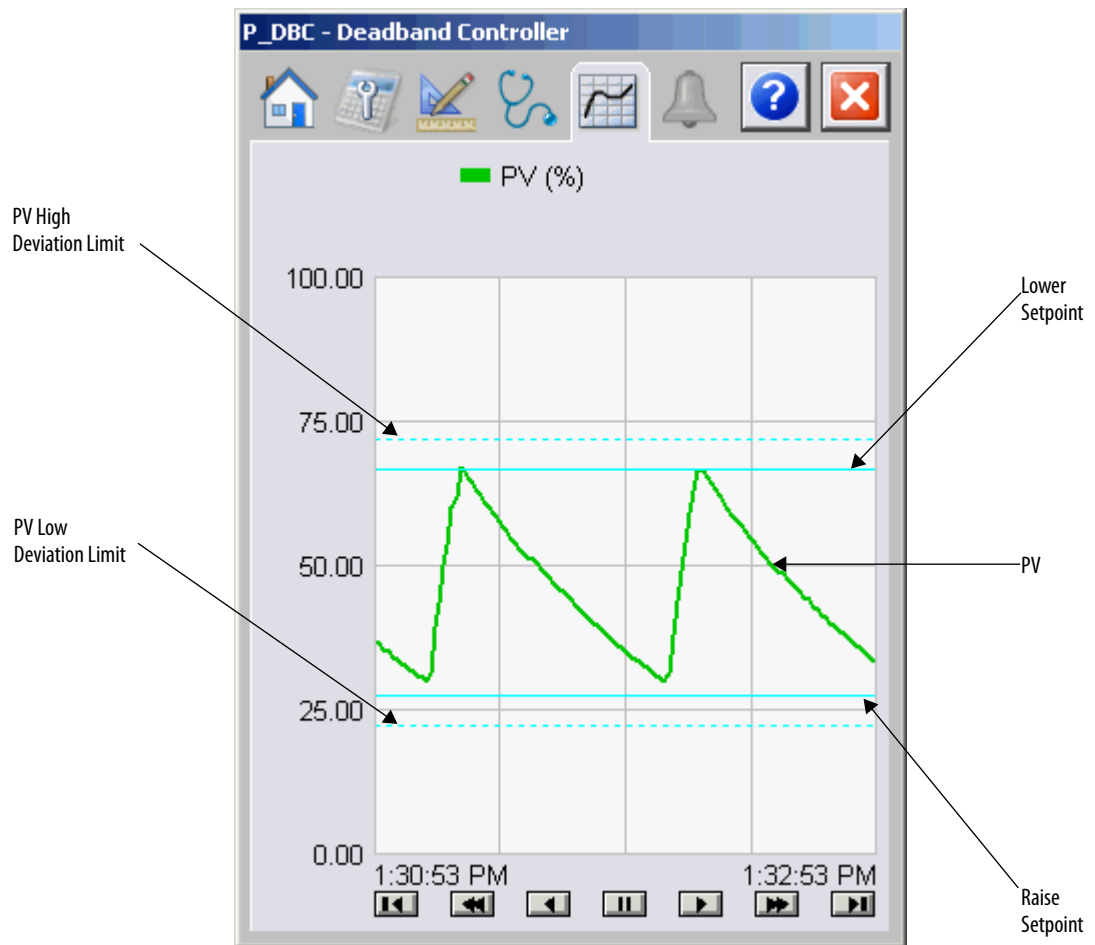 P_DBC - Deadband Controller
PV (%)
PV High
Deviation Limit
100.00
Lower
Setpoint
75.00
PV Low
Deviation Limit
50.00
PV
25.00
0.00
1:30:53 PM
1:32:53 PM
Raise
Setpoint